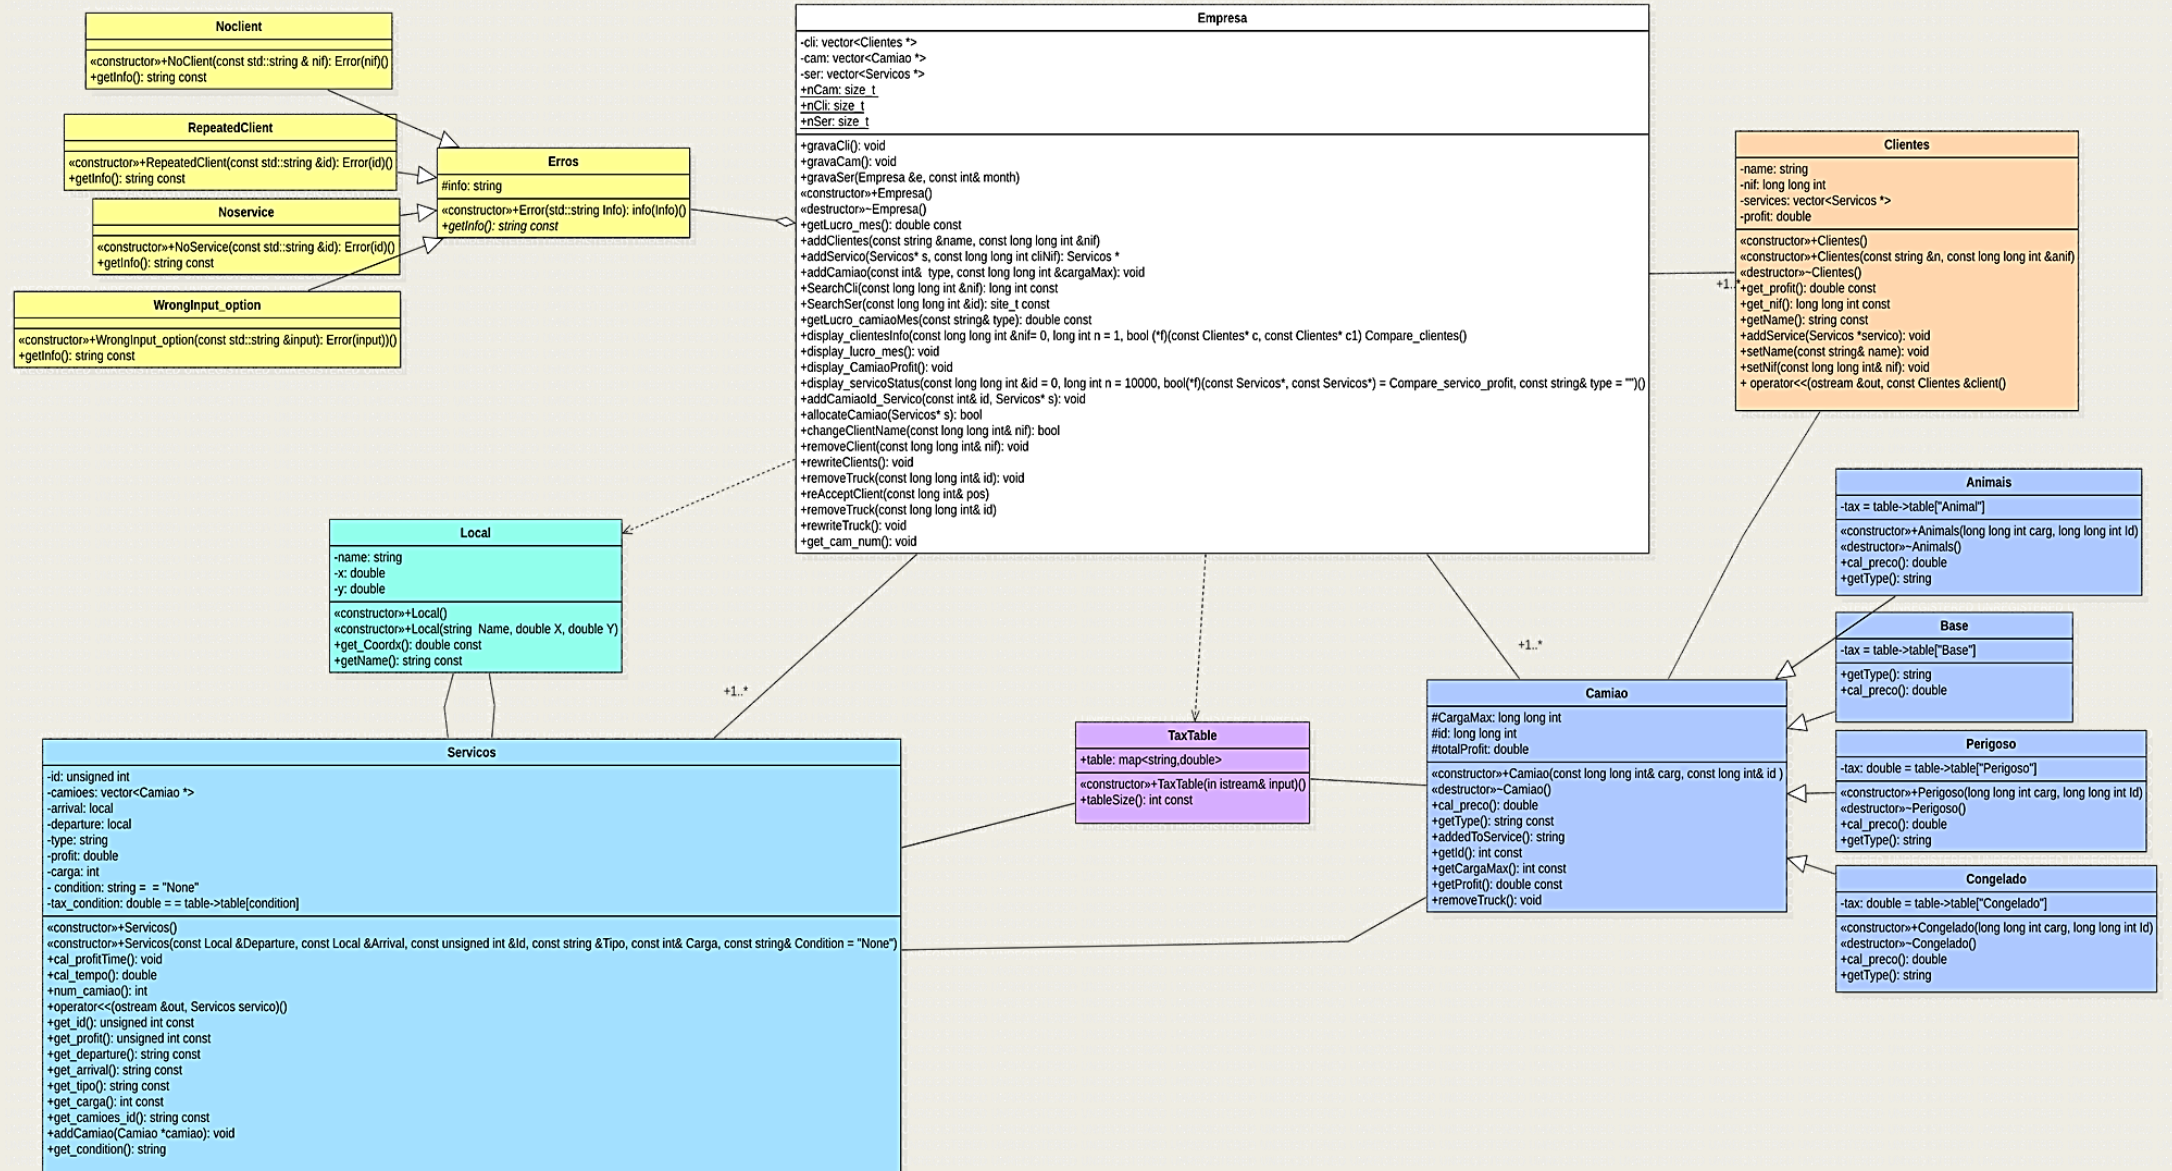 Noclient
«constructor»+NoClient(const std::string & nif): Error(nif)()
+getInfo(): string const
RepeatedClient
«constructor»+RepeatedClient(const std::string &id): Error(id)()
+getInfo(): string const
Noservice
«constructor»+NoService(const std::string &id): Error(id)()
+getInfo(): string const
WrongInput_option
«constructor»+WrongInput_option(const std::string &input): Error(input))()
+getInfo(): string const
Erros
#info: string
«constructor»+Error(std::string Info): info(Info)()
+getInfo(): string const
Empresa
-cli: vector<Clientes *>
-cam: vector<Camiao *>
-ser: vector<Servicos *>
+nCam: size_t
+nCli: size_t
+nSer: size_t
+gravaCli(): void
+gravaCam(): void
+gravaSer(Empresa &e, const int& month)
«constructor»+Empresa()
«destructor»~Empresa()
+getLucro_mes(): double const
+addClientes(const string &name, const long long int &nif)
+addServico(Servicos* s, const long long int cliNif): Servicos *
+addCamiao(const int&  type, const long long int &cargaMax): void
+SearchCli(const long long int &nif): long int const
+SearchSer(const long long int &id): site_t const
+getLucro_camiaoMes(const string& type): double const
+display_clientesInfo(const long long int &nif= 0, long int n = 1, bool (*f)(const Clientes* c, const Clientes* c1) Compare_clientes()
+display_lucro_mes(): void
+display_CamiaoProfit(): void
+display_servicoStatus(const long long int &id = 0, long int n = 10000, bool(*f)(const Servicos*, const Servicos*) = Compare_servico_profit, const string& type = "")()
+addCamiaoId_Servico(const int& id, Servicos* s): void
+allocateCamiao(Servicos* s): bool
+changeClientName(const long long int& nif): bool
+removeClient(const long long int& nif): void
+rewriteClients(): void
+removeTruck(const long long int& id): void
+reAcceptClient(const long int& pos)
+removeTruck(const long long int& id)
+rewriteTruck(): void
+get_cam_num(): void
Clientes
-name: string
-nif: long long int
-services: vector<Servicos *>
-profit: double
«constructor»+Clientes()
«constructor»+Clientes(const string &n, const long long int &anif)
«destructor»~Clientes()
+get_profit(): double const
+get_nif(): long long int const
+getName(): string const
+addService(Servicos *servico): void
+setName(const string& name): void
+setNif(const long long int& nif): void
+ operator<<(ostream &out, const Clientes &client()
+1..*
Local
-name: string
-x: double
-y: double
«constructor»+Local()
«constructor»+Local(string  Name, double X, double Y)
+get_Coordx(): double const
+getName(): string const
+1..*
+1..*
Servicos
-id: unsigned int
-camioes: vector<Camiao *>
-arrival: local
-departure: local
-type: string
-profit: double
-carga: int
- condition: string =  = "None"
-tax_condition: double = = table->table[condition]
«constructor»+Servicos()
«constructor»+Servicos(const Local &Departure, const Local &Arrival, const unsigned int &Id, const string &Tipo, const int& Carga, const string& Condition = "None")
+cal_profitTime(): void
+cal_tempo(): double
+num_camiao(): int
+operator<<(ostream &out, Servicos servico)()
+get_id(): unsigned int const
+get_profit(): unsigned int const
+get_departure(): string const
+get_arrival(): string const
+get_tipo(): string const
+get_carga(): int const
+get_camioes_id(): string const
+addCamiao(Camiao *camiao): void
+get_condition(): string
TaxTable
+table: map<string,double>
«constructor»+TaxTable(in istream& input)()
+tableSize(): int const
Camiao
#CargaMax: long long int
#id: long long int
#totalProfit: double
«constructor»+Camiao(const long long int& carg, const long int& id )
«destructor»~Camiao()
+cal_preco(): double
+getType(): string const
+addedToService(): string
+getId(): int const
+getCargaMax(): int const
+getProfit(): double const
+removeTruck(): void
Animais
-tax = table->table["Animal"]
«constructor»+Animals(long long int carg, long long int Id)
«destructor»~Animals()
+cal_preco(): double
+getType(): string
Base
-tax = table->table["Base"]
+getType(): string
+cal_preco(): double
Perigoso
-tax: double = table->table["Perigoso"]
«constructor»+Perigoso(long long int carg, long long int Id)
«destructor»~Perigoso()
+cal_preco(): double
+getType(): string
Congelado
-tax: double = table->table["Congelado"]
«constructor»+Congelado(long long int carg, long long int Id)
«destructor»~Congelado()
+cal_preco(): double
+getType(): string